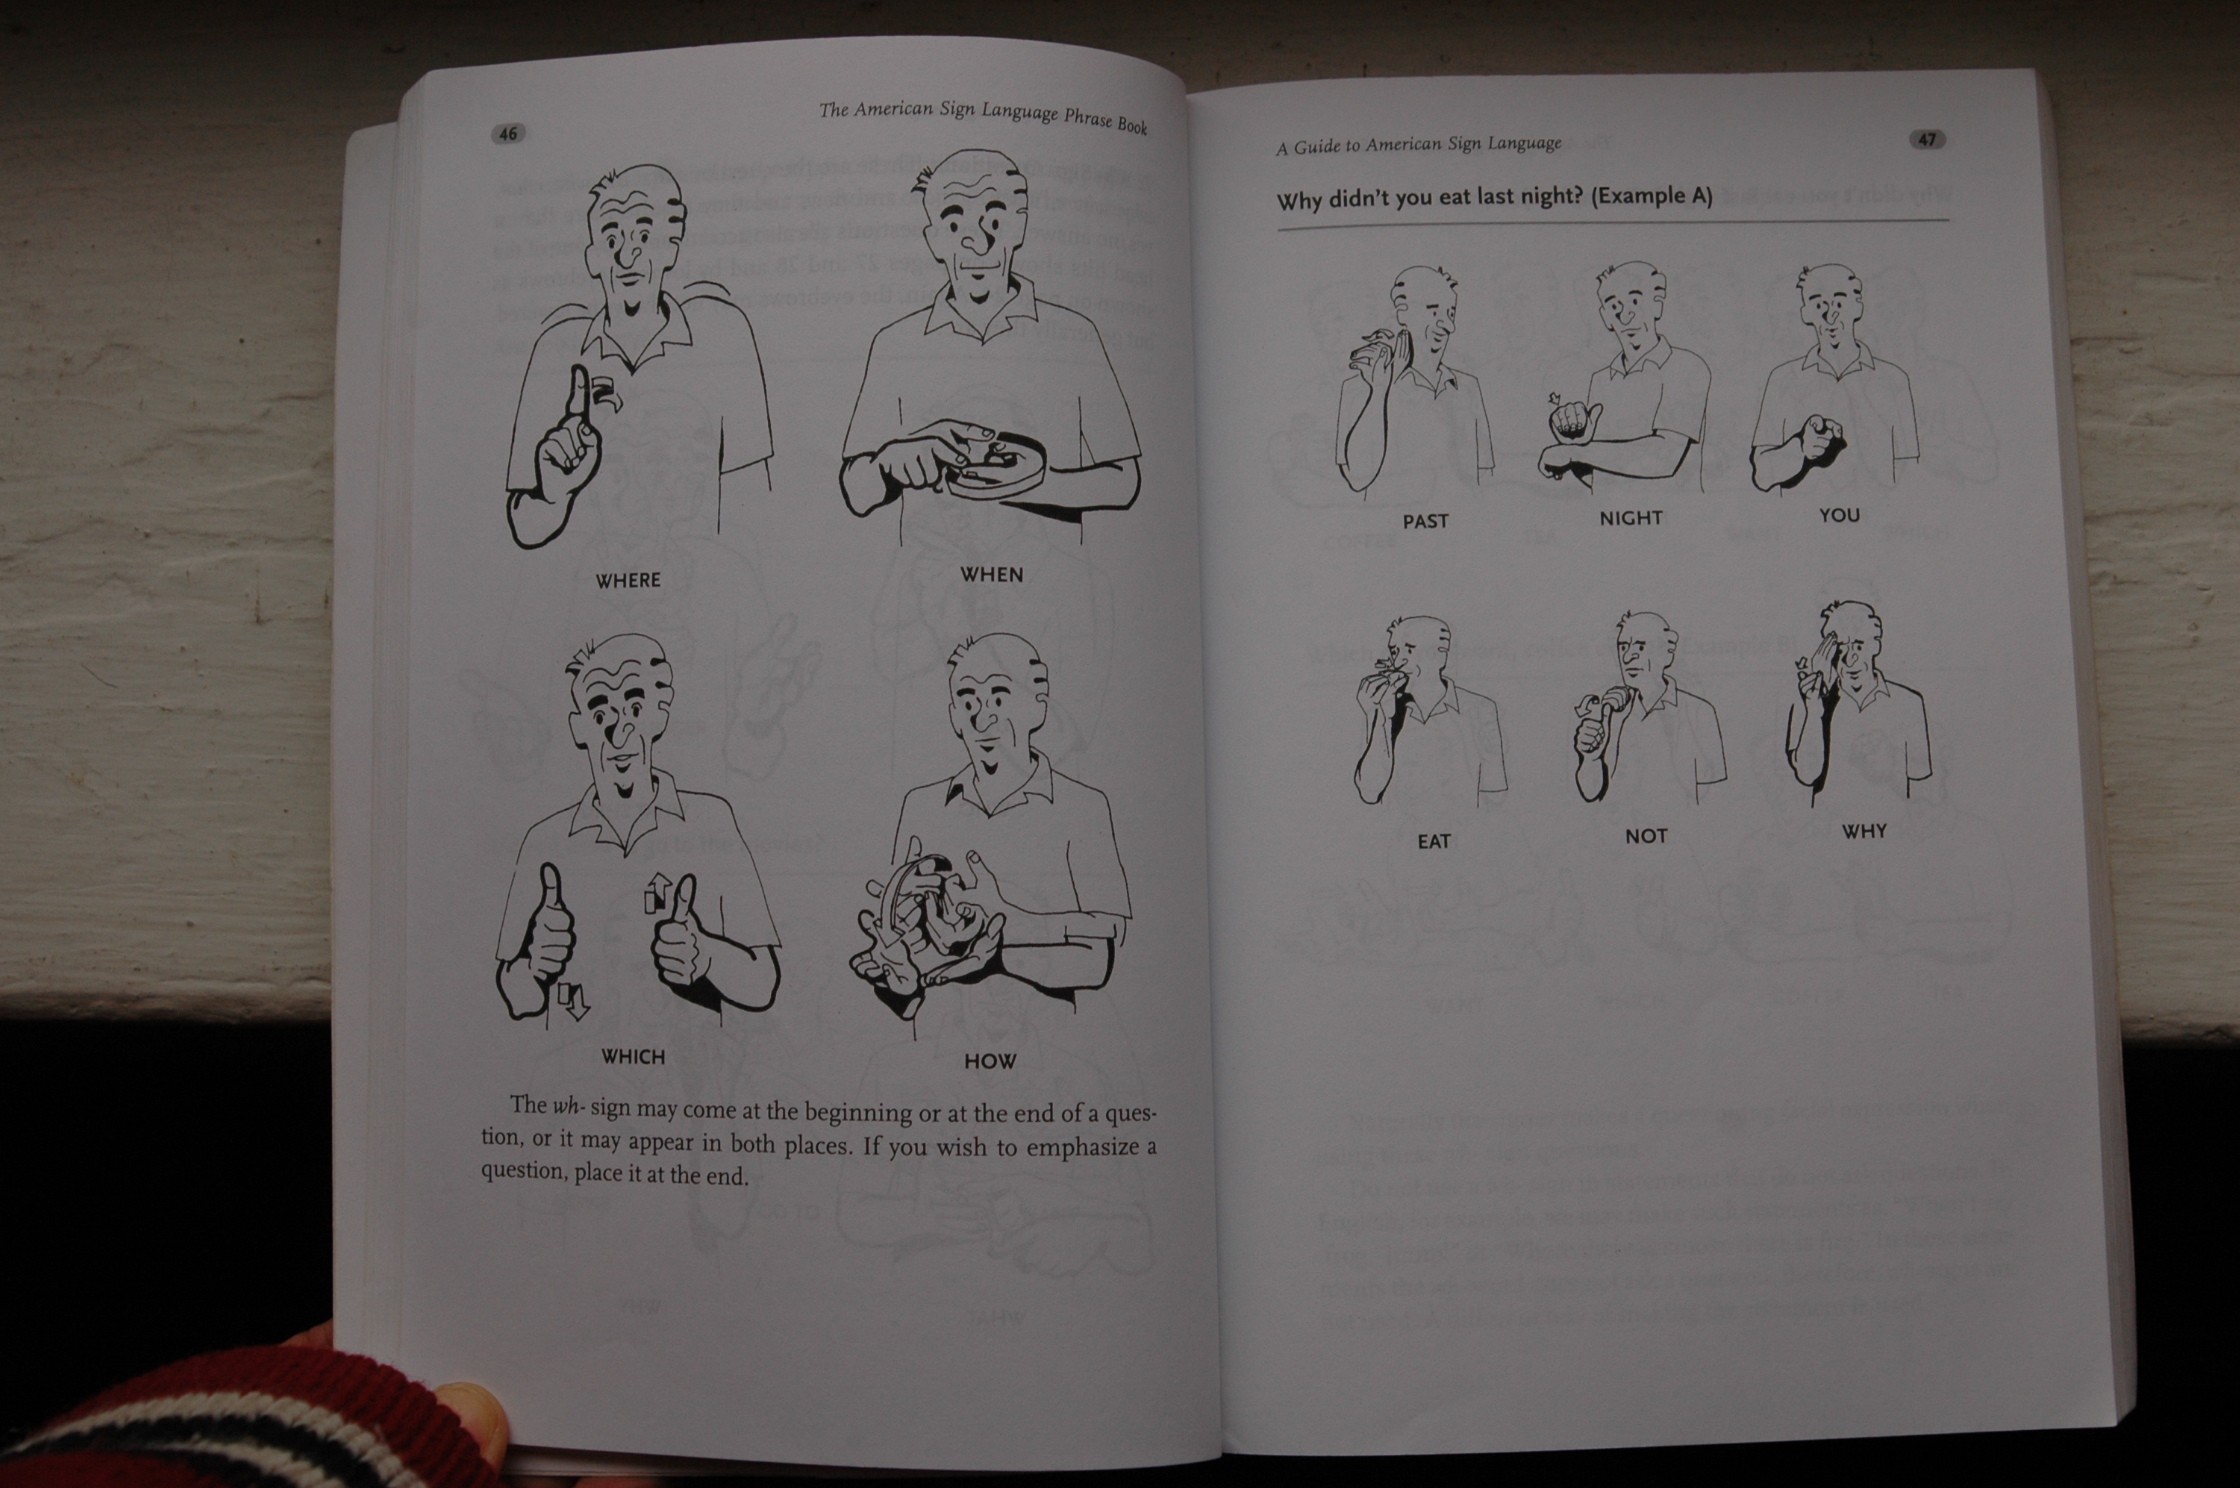 46
The American Sign Language Phrase Book
WHERE
WHEN
WHICH
HOW
The wh- sign may come at the beginning or at the end of a ques-
tion, or it may appear in both places. If you wish to emphasize a
question, place it at the end.
A Guide to American Sign Language
47
Why didn't you eat last night? (Example A)
PAST
NIGHT
YOU
EAT
NOT
WHY